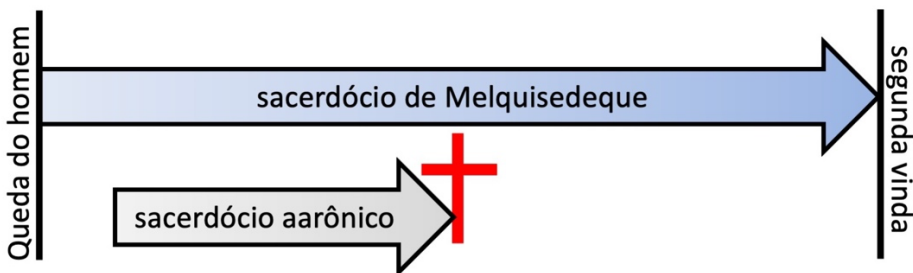 Queda do homem
sacerdócio de Melquisedeque
sacerdócio aarônico
segunda vinda